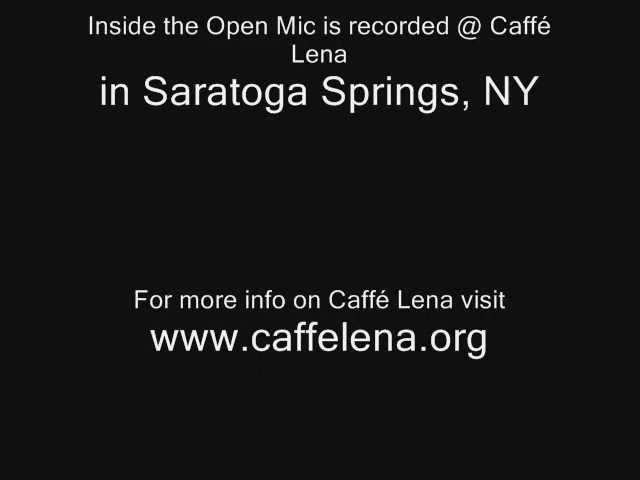 Inside the Open Mic is recorded @ Caffé
Lena
in Saratoga Springs, NY
For more info on Caffé Lena visit
www.caffelena.org